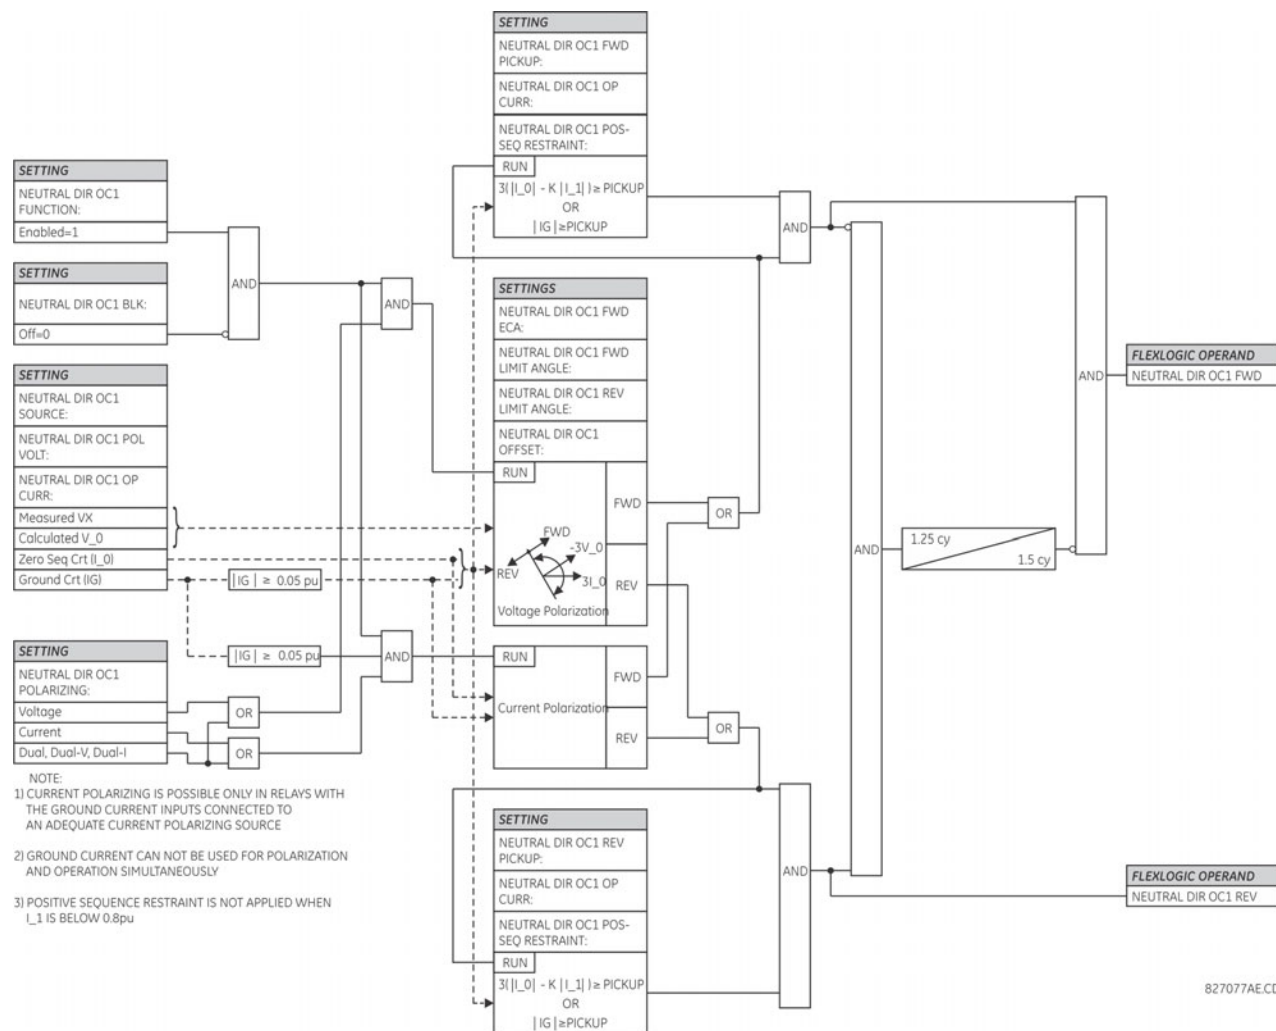 SETTING
NEUTRAL DIR OC1 FWD
PICKUP:
NEUTRAL DIR OC1 OP
CURR:
NEUTRAL DIR OC1 POS-
SEQ RESTRAINT:
RUN
3(|I_0| - K |I_1|) ≥ PICKUP
OR
|IG| ≥PICKUP
AND
SETTING
NEUTRAL DIR OC1
FUNCTION:
Enabled=1
SETTING
NEUTRAL DIR OC1 BLK:
Off=0
AND
AND
SETTING
NEUTRAL DIR OC1
SOURCE:
NEUTRAL DIR OC1 POL
VOLT:
NEUTRAL DIR OC1 OP
CURR:
Measured VX
Calculated V_0
Zero Seq Crt (I_0)
Ground Crt (IG)
|IG| ≥ 0.05 pu
|IG| ≥ 0.05 pu
AND
SETTINGS
NEUTRAL DIR OC1 FWD
ECA:
NEUTRAL DIR OC1 FWD
LIMIT ANGLE:
NEUTRAL DIR OC1 REV
LIMIT ANGLE:
NEUTRAL DIR OC1
OFFSET:
RUN
FWD
REV
FWD
-3V_0
REV
3I_0
Voltage Polarization
OR
RUN
FWD
Current Polarization
REV
OR
SETTING
NEUTRAL DIR OC1
POLARIZING:
Voltage
Current
Dual, Dual-V, Dual-I
OR
OR
NOTE:
1) CURRENT POLARIZING IS POSSIBLE ONLY IN RELAYS WITH
THE GROUND CURRENT INPUTS CONNECTED TO
AN ADEQUATE CURRENT POLARIZING SOURCE
2) GROUND CURRENT CAN NOT BE USED FOR POLARIZATION
AND OPERATION SIMULTANEOUSLY
3) POSITIVE SEQUENCE RESTRAINT IS NOT APPLIED WHEN
I_1 IS BELOW 0.8pu
SETTING
NEUTRAL DIR OC1 REV
PICKUP:
NEUTRAL DIR OC1 OP
CURR:
NEUTRAL DIR OC1 POS-
SEQ RESTRAINT:
RUN
3(|I_0| - K |I_1|) ≥ PICKUP
OR
|IG| ≥PICKUP
AND
AND
1.25 cy
1.5 cy
AND
FLEXLOGIC OPERAND
NEUTRAL DIR OC1 FWD
FLEXLOGIC OPERAND
NEUTRAL DIR OC1 REV
827077AE.CD